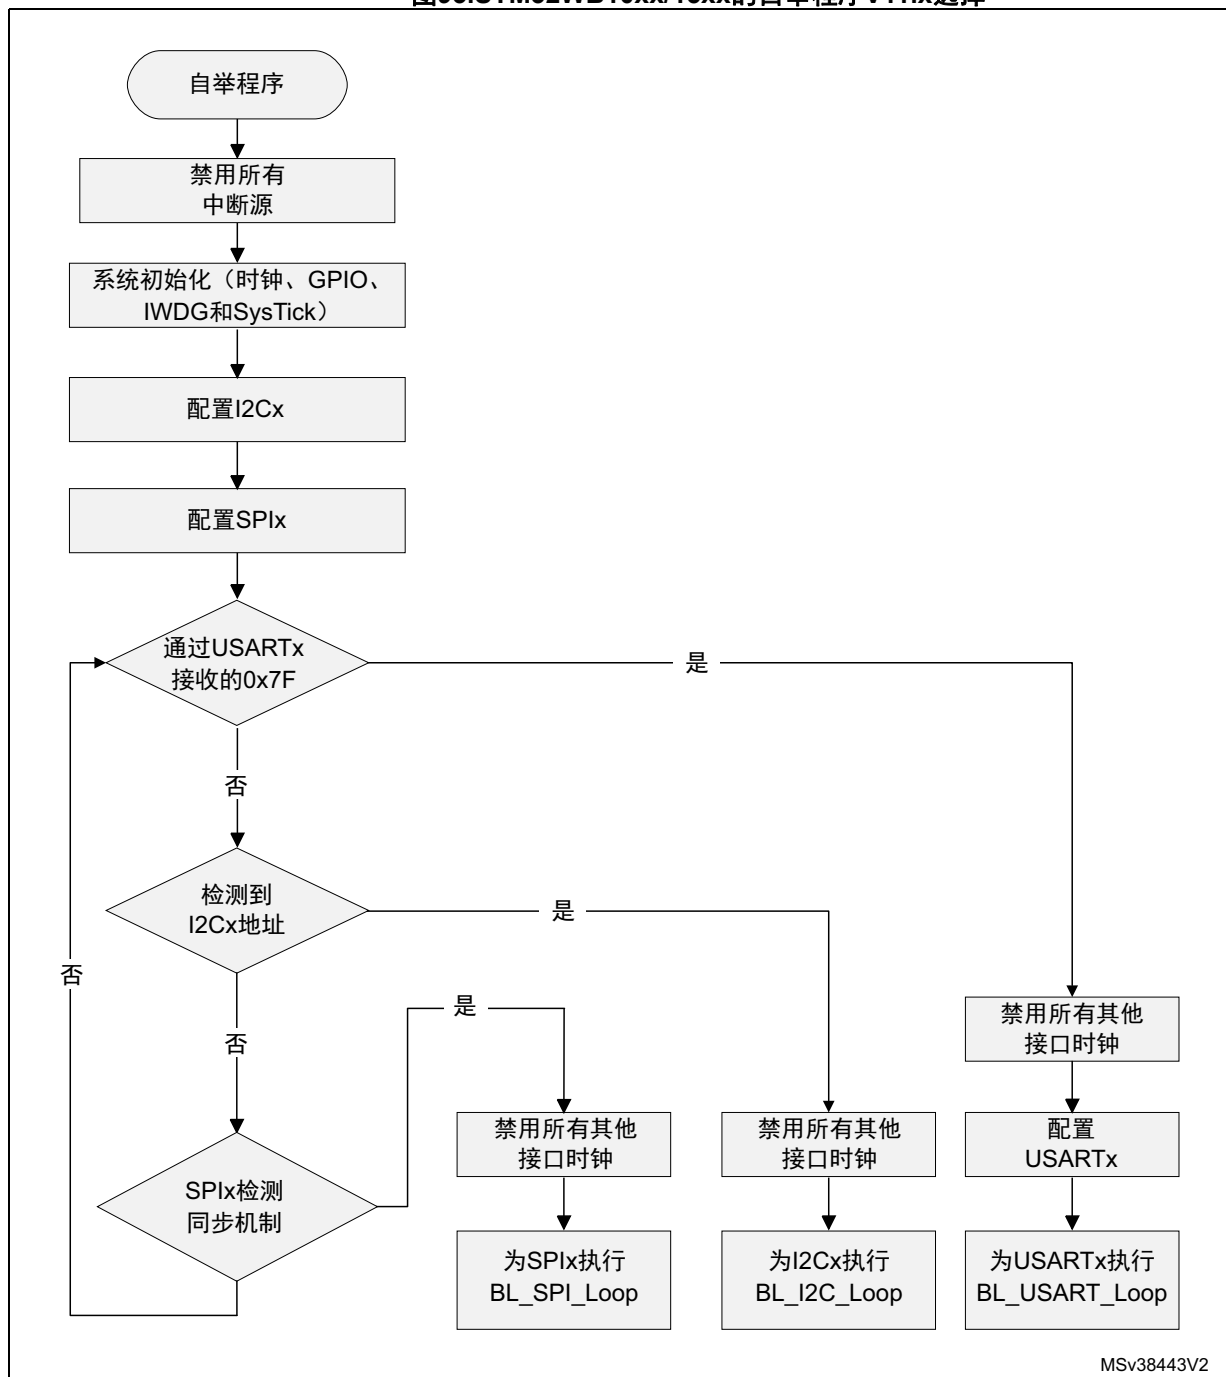 自举程序
禁用所有
中断源
系统初始化（时钟、GPIO、
IWDG和SysTick）
配置I2Cx
配置SPIx
通过USARTx
接收的0x7F
是
否
检测到
I2Cx地址
是
否
否
是
SPIx检测
同步机制
禁用所有其他
接口时钟
禁用所有其他
接口时钟
禁用所有其他
接口时钟
配置
USARTx
为SPIx执行
BL_SPI_Loop
为I2Cx执行
BL_I2C_Loop
为USARTx执行
BL_USART_Loop
MSv38443V2